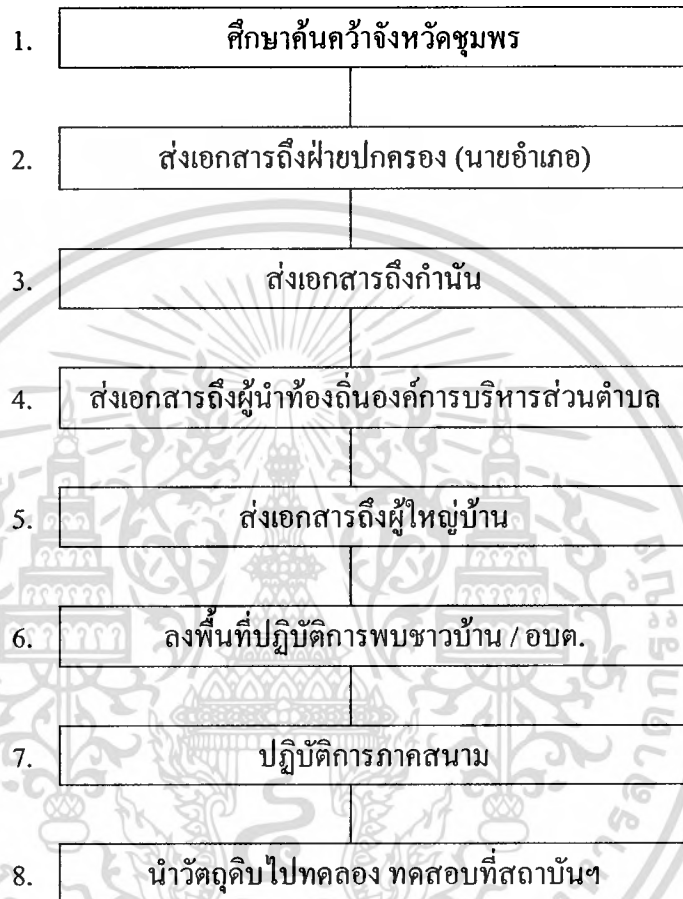 1. ศึกษาค้นคว้าจังหวัดชุมพร
2. ส่งเอกสารถึงฝ่ายปกครอง (นายอำเภอ)
3. ส่งเอกสารถึงกำนัน
4. ส่งเอกสารถึงผู้นำท้องถิ่นองค์การบริหารส่วนตำบล
5. ส่งเอกสารถึงผู้ใหญ่บ้าน
6. ลงพื้นที่ปฏิบัติการพบชาวบ้าน / อบต.
7. ปฏิบัติการภาคสนาม
8. นำวัตถุดิบไปทดลอง ทดสอบที่สถาบันฯ